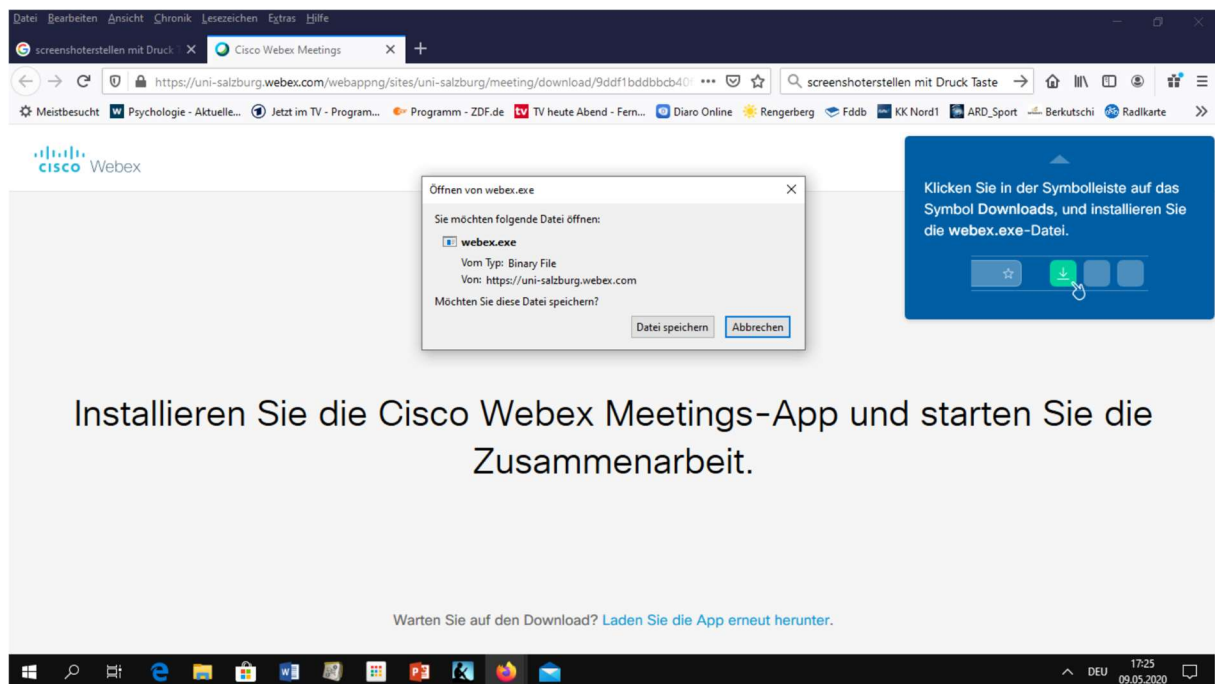 Datei Bearbeiten Ansicht Chronik Lesezeichen Extras Hilfe
screenshoterstellen mit Druck T
Cisco Webex Meetings
https://uni-salzburg.webex.com/webappng/sites/uni-salzburg/meeting/download/9ddf1bddbbcb40
screenshoterstellen mit Druck Taste
Meistbesucht Psychologie - Aktuelle... Jetzt im TV - Program... Programm - ZDF.de TV heute Abend - Fern... Diaro Online Rengerberg Fddb KK Nord1 ARD_Sport Berkutschi Radlkarte
CISCO Webex
Öffnen von webex.exe
Sie möchten folgende Datei öffnen:
webex.exe
Vom Typ: Binary File
Von: https://uni-salzburg.webex.com
Möchten Sie diese Datei speichern?
Datei speichern Abbrechen
Klicken Sie in der Symbolleiste auf das
Symbol Downloads, und installieren Sie
die webex.exe-Datei.
Installieren Sie die Cisco Webex Meetings-App und starten Sie die
Zusammenarbeit.
Warten Sie auf den Download? Laden Sie die App erneut herunter.
DEU
17:25
09.05.2020